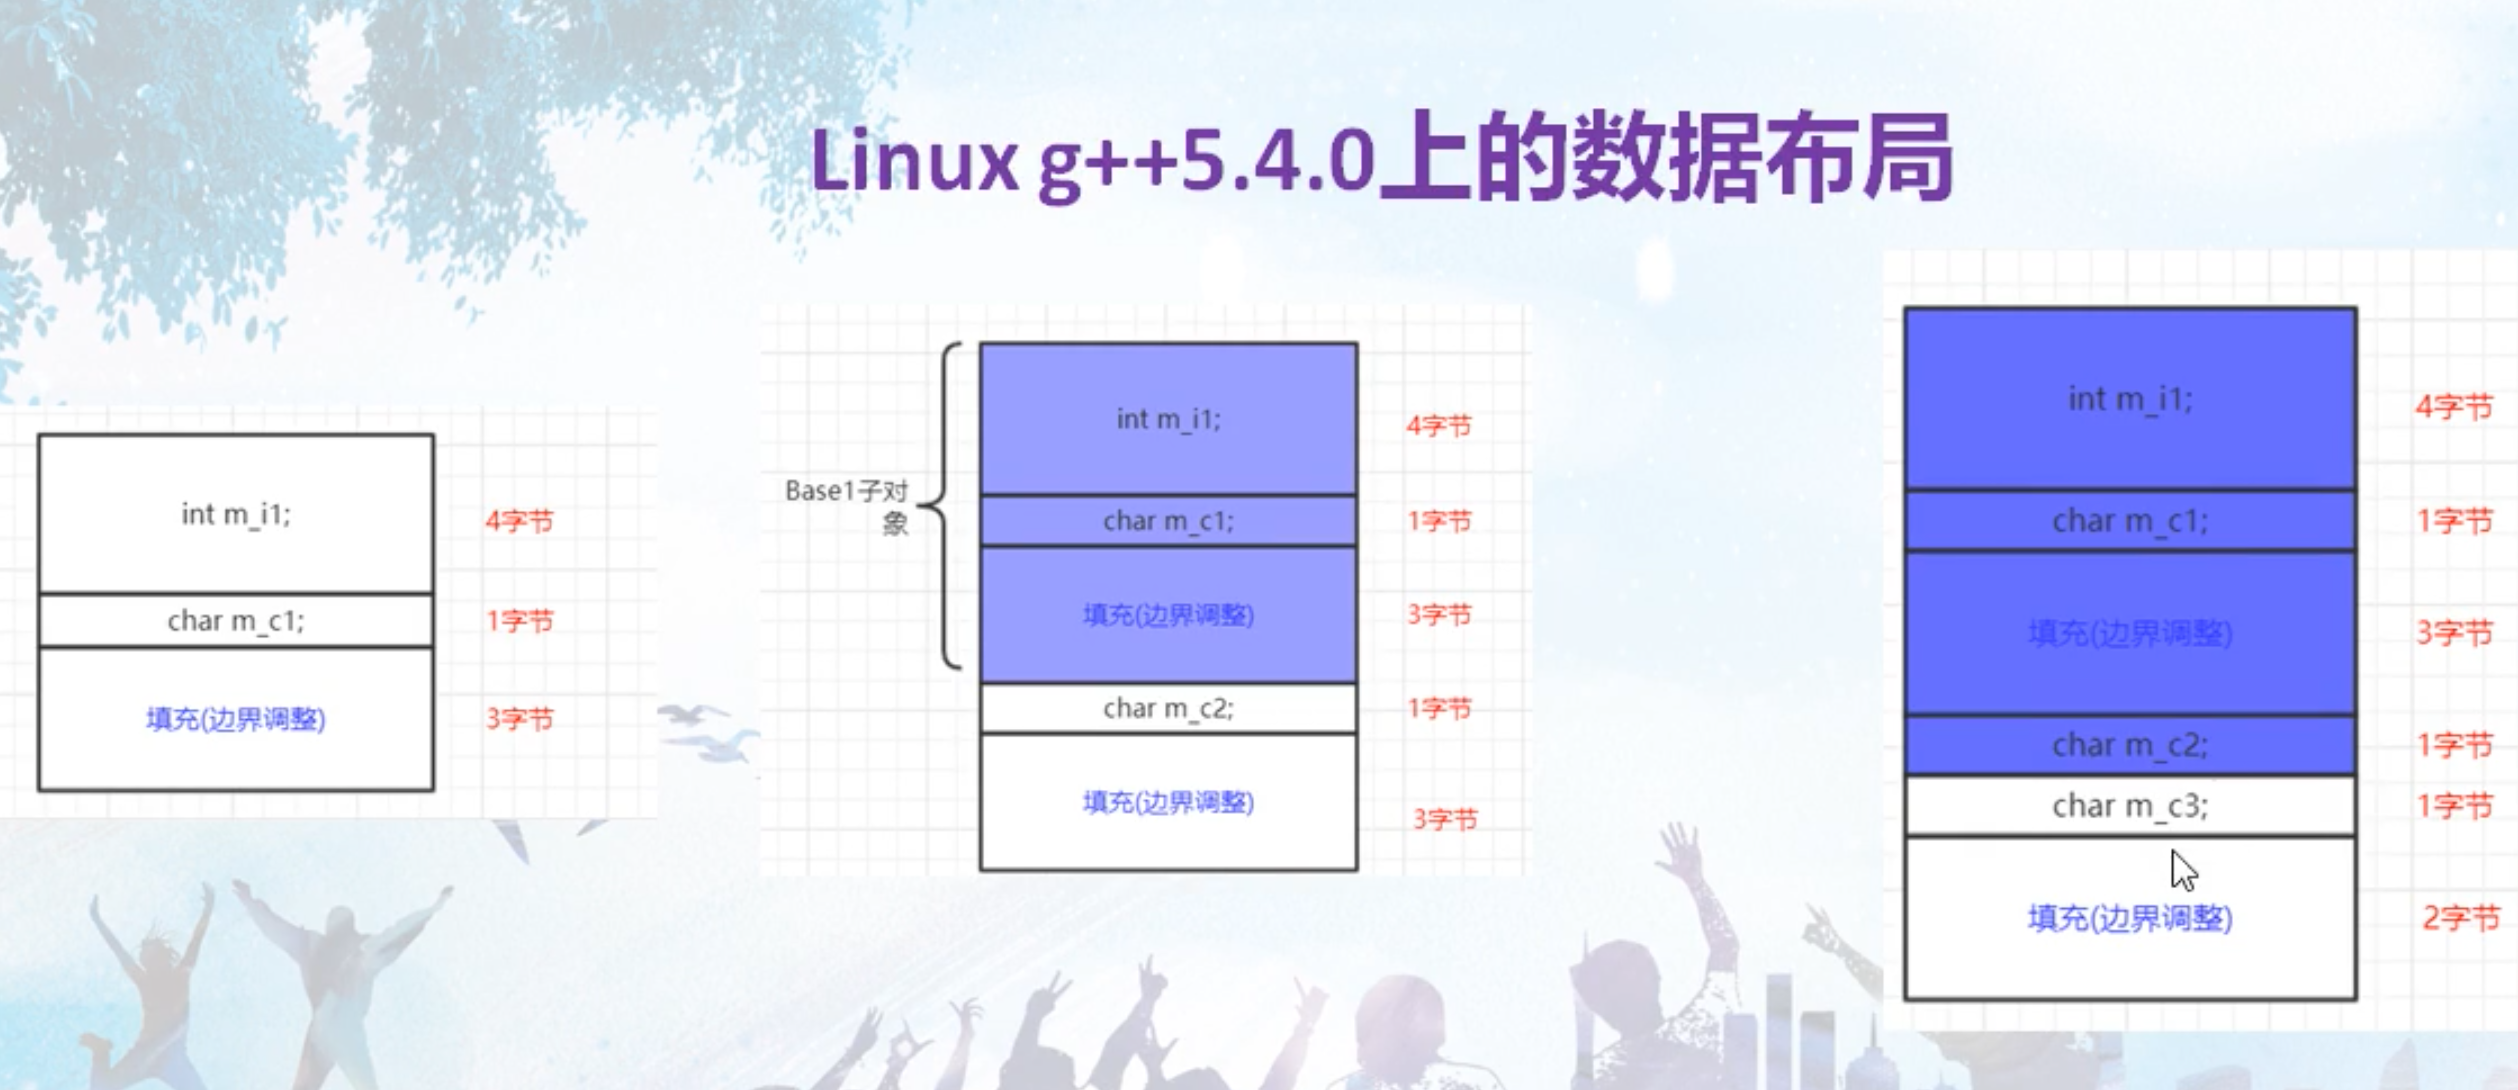 Linux g++5.4.0上的数据布局
int m_i1;
4字节
char m_c1;
1字节
填充(边界调整)
3字节
Base1子对
象
int m_i1;
4字节
char m_c1;
1字节
填充(边界调整)
3字节
char m_c2;
1字节
填充(边界调整)
3字节
int m_i1;
4字节
char m_c1;
1字节
填充(边界调整)
3字节
char m_c2;
1字节
char m_c3;
1字节
填充(边界调整)
2字节